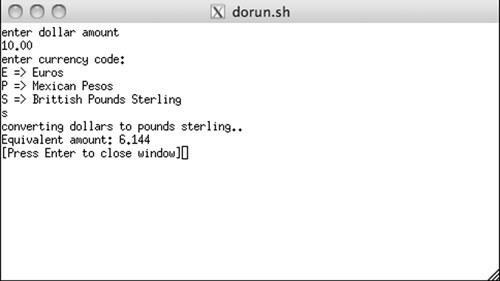 dorun.sh
enter dollar amount
10.00
enter currency code:
E => Euros
P => Mexican Pesos
S => Brittish Pounds Sterling
s
converting dollars to pounds sterling..
Equivalent amount: 6.144
[Press Enter to close window]